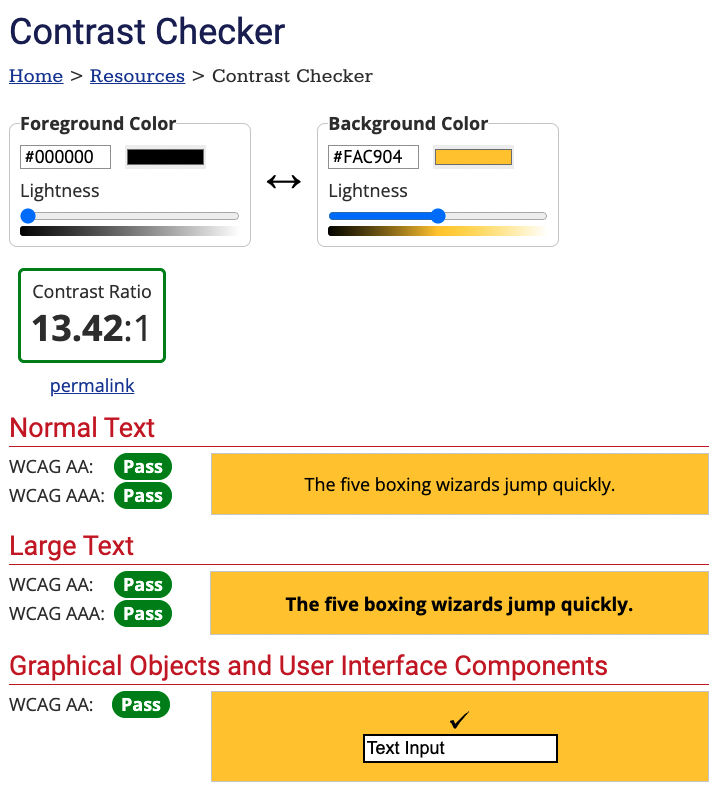 Contrast Checker
Home > Resources > Contrast Checker
Foreground Color
#000000
Lightness
Background Color
#FAC904
Lightness
Contrast Ratio
13.42:1
permalink
Normal Text
WCAG AA: Pass
WCAG AAA: Pass
The five boxing wizards jump quickly.
Large Text
WCAG AA: Pass
WCAG AAA: Pass
The five boxing wizards jump quickly.
Graphical Objects and User Interface Components
WCAG AA: Pass
Text Input